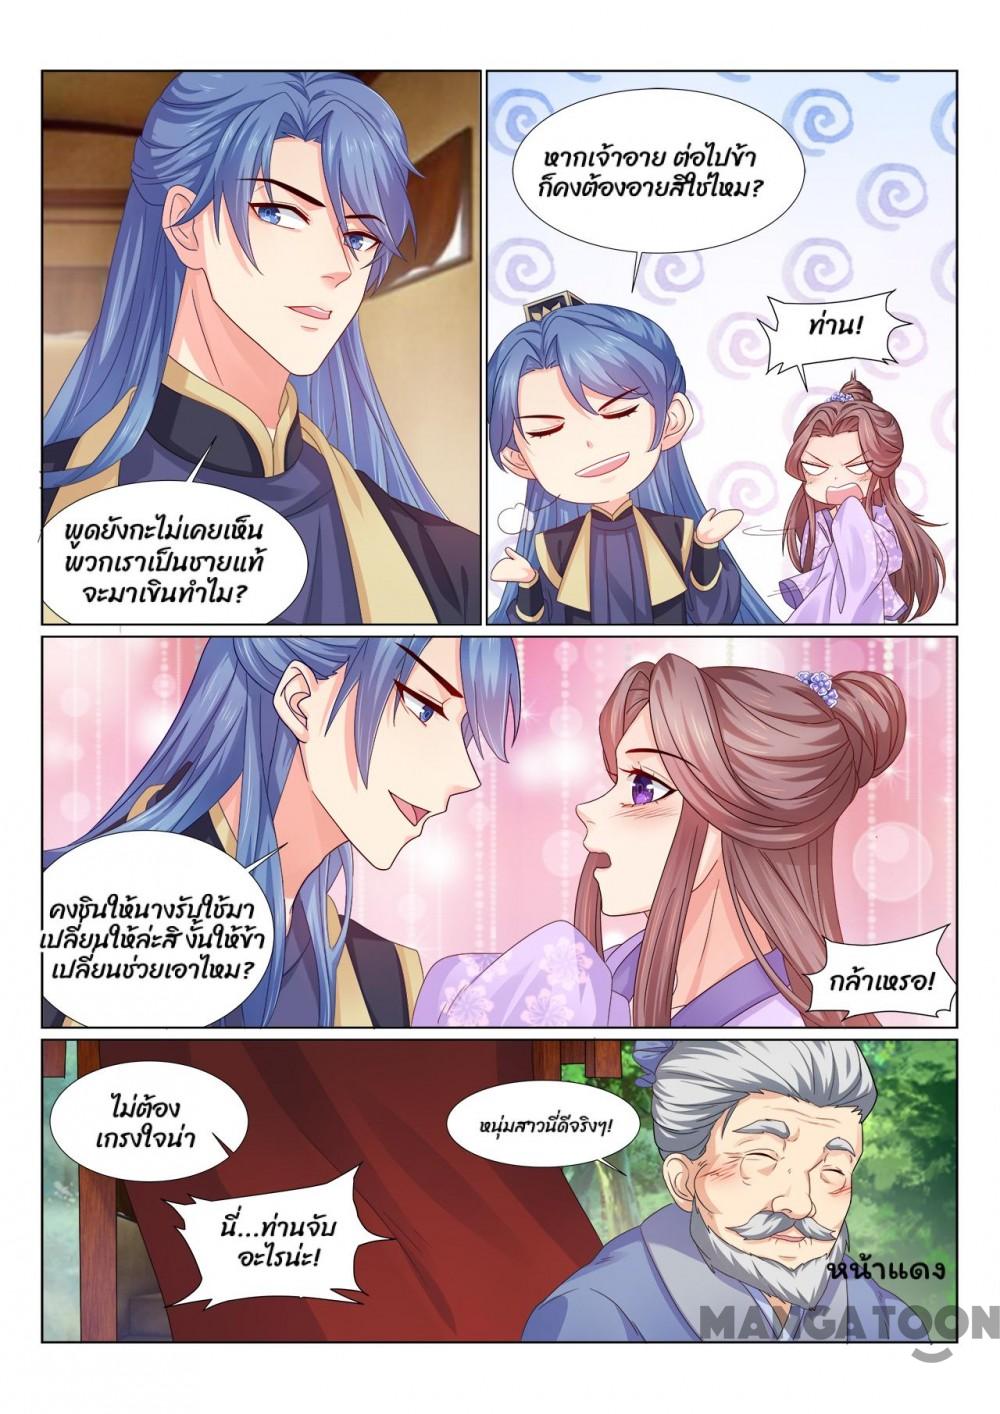 พูดยังกะไม่เคยเห็น
พวกเราเป็นชายแท้
จะมาเขินทำไม?
หากเจ้าอาย ต่อไปข้า
ก็คงต้องอายสิใช่ไหม?
ท่าน!
คงชินให้นางรับใช้มา
เปลี่ยนให้ล่ะสิ งั้นให้ข้า
เปลี่ยนช่วยเอาไหม?
กล้าเหรอ!
ไม่ต้อง
เกรงใจน่า
นี่...ท่านจับ
อะไรน่ะ!
หนุ่มสาวนี่ดีจริงๆ!
หน้าแดง
MANGATOON